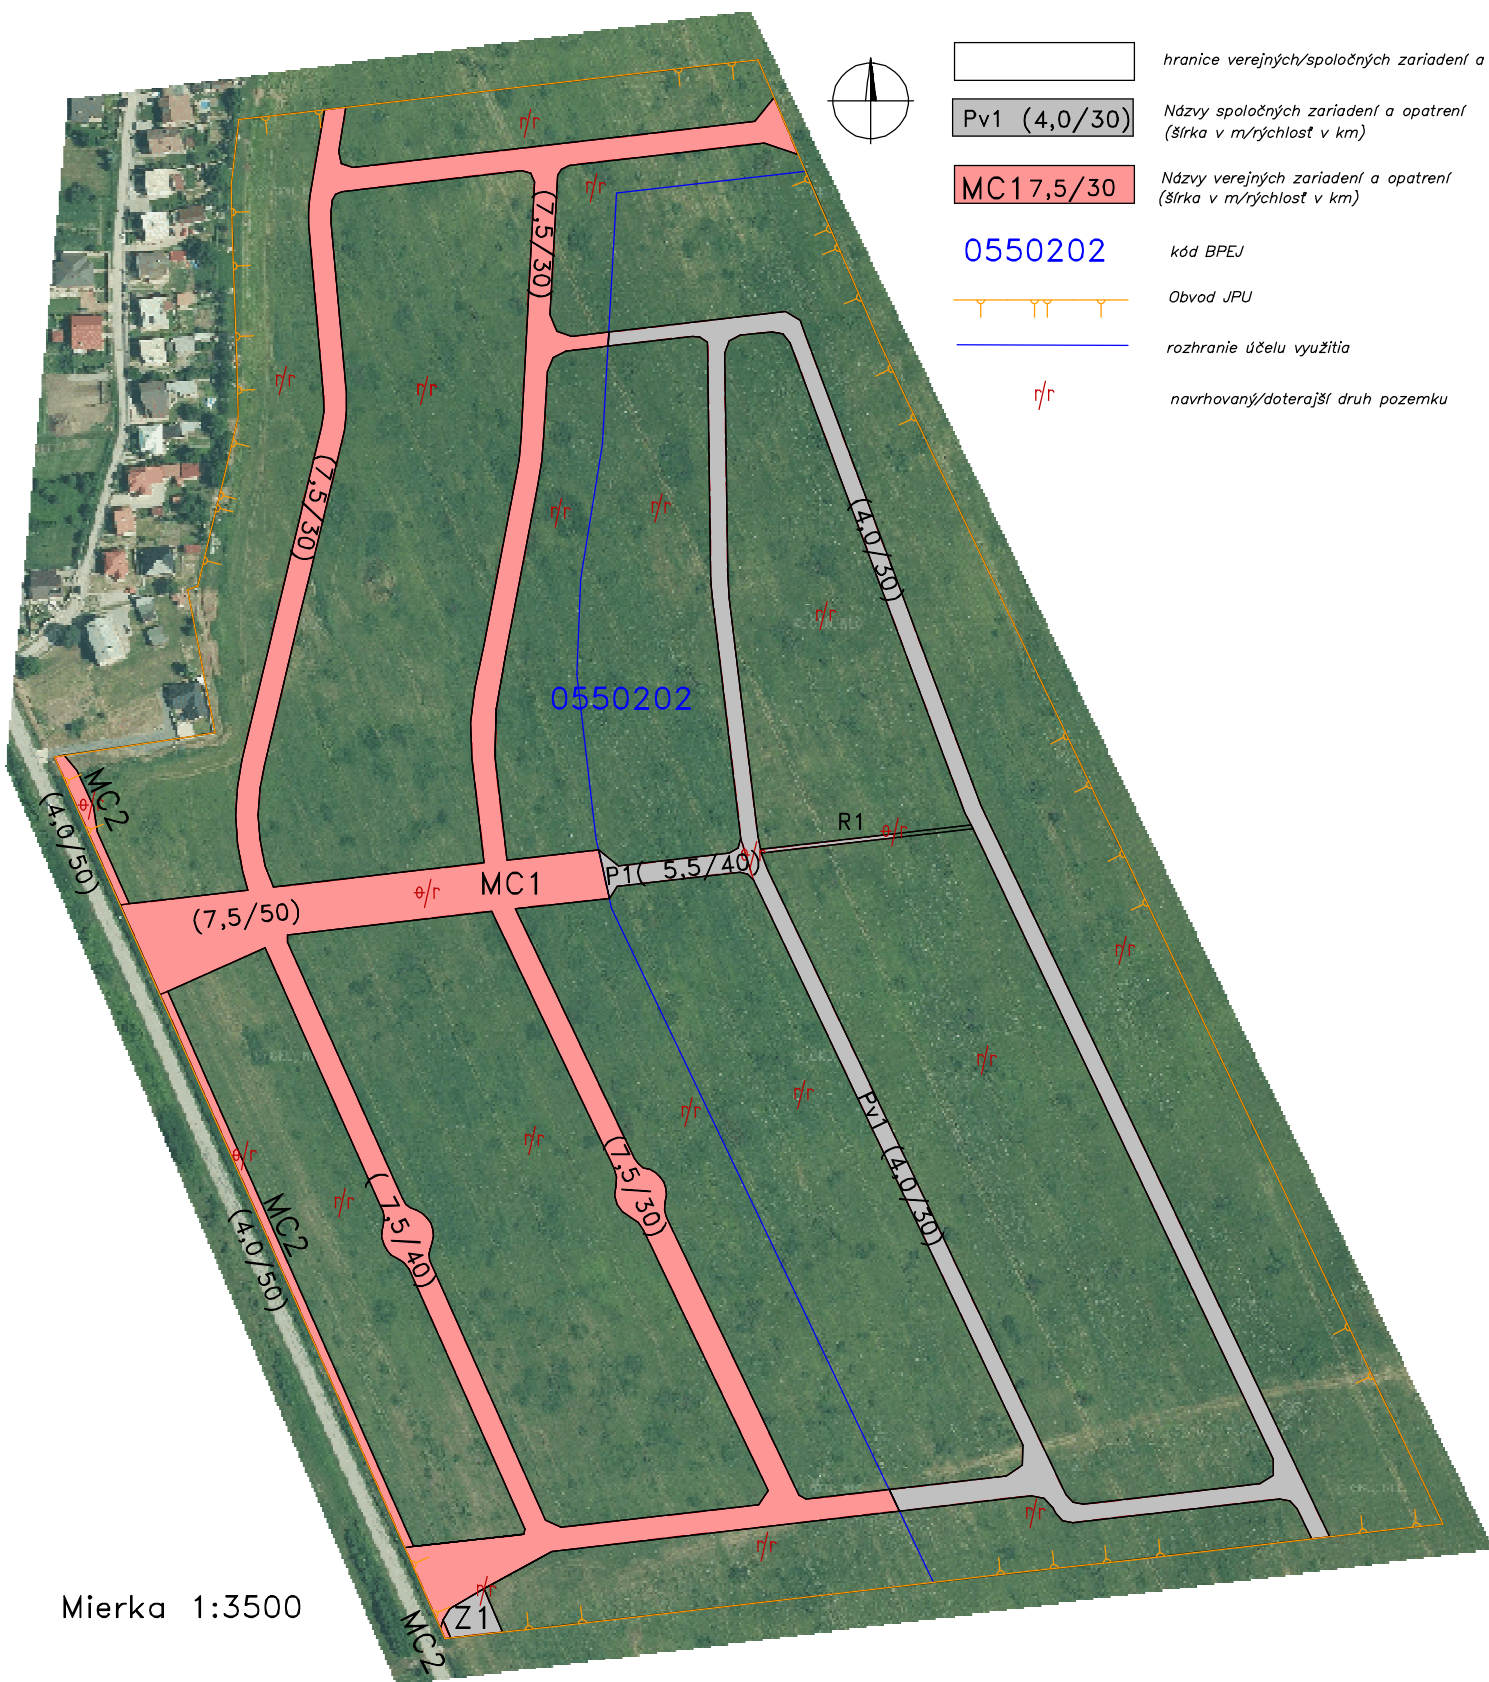 hranice verejných/spoločných zariadení a
Pv1 (4,0/30)
Názvy spoločných zariadení a opatrení
(šírka v m/rýchlosť v km)
MC1 7,5/30
Názvy verejných zariadení a opatrení
(šírka v m/rýchlosť v km)
0550202
kód BPEJ
Obvod JPU
rozhranie účelu využitia
r/r
navrhovaný/doterajší druh pozemku
r/r
r/r
(7,5/30)
r/r
r/r
(7,5/30)
r/r
r/r
(4,0/30)
r/r
0550202
MC2
(4,0/50)
R1
P1( 5,5/40)
MC1
(7,5/50)
r/r
r/r
Pv1 (4,0/30)
r/r
r/r
r/r
(7,5/30)
r/r
( 7,5/40)
MC2
(4,0/50)
r/r
r/r
r/r
Z1
MC2
Mierka 1:3500